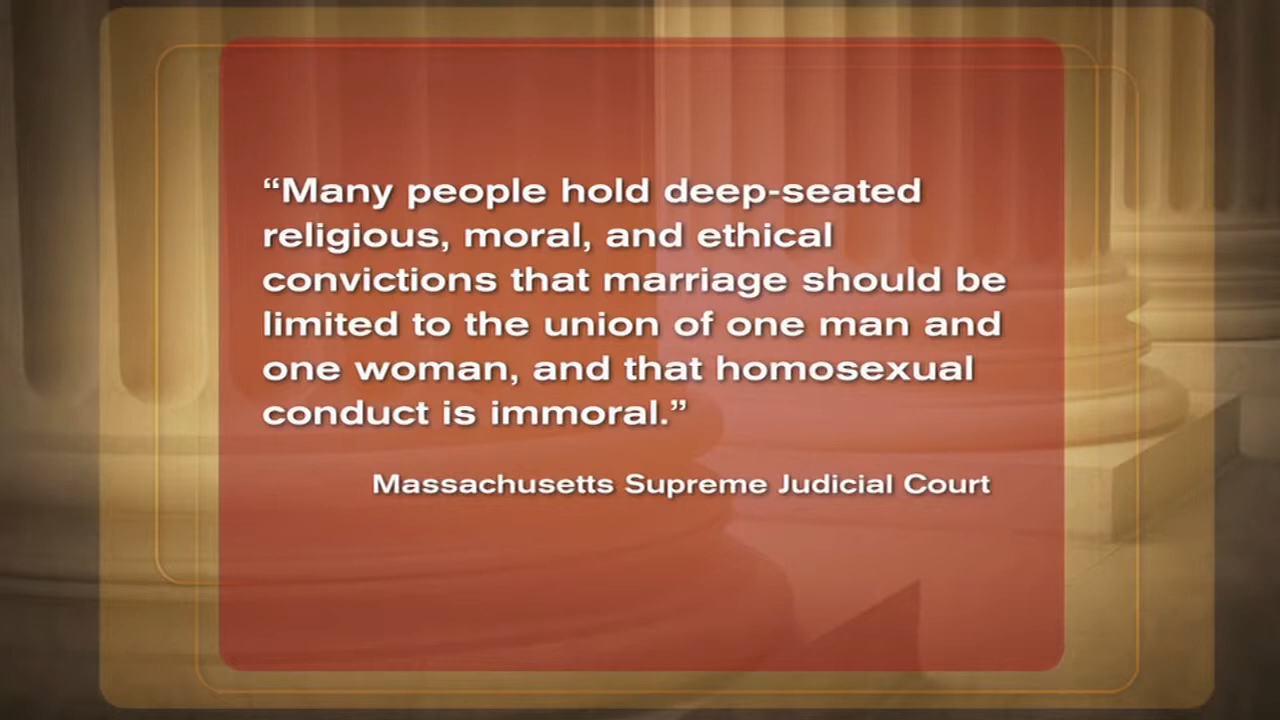 “Many people hold deep-seated
religious, moral, and ethical
convictions that marriage should be
limited to the union of one man and
one woman, and that homosexual
conduct is immoral.”
Massachusetts Supreme Judicial Court